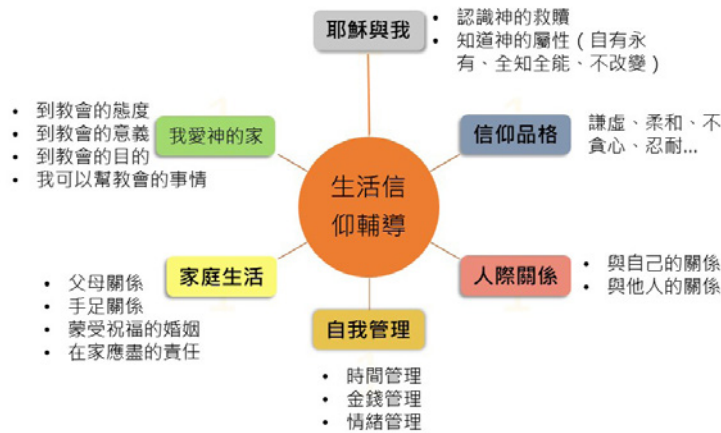 耶穌與我
• 認識神的救贖
• 知道神的屬性（自有永
有、全知全能、不改變）
• 到教會的態度
• 到教會的意義
• 到教會的目的
• 我可以幫教會的事情
我愛神的家
信仰品格
謙虛、柔和、不
貪心、忍耐...
生活信
仰輔導
家庭生活
• 父母關係
• 手足關係
• 蒙受祝福的婚姻
• 在家應盡的責任
人際關係
• 與自己的關係
• 與他人的關係
自我管理
• 時間管理
• 金錢管理
• 情緒管理